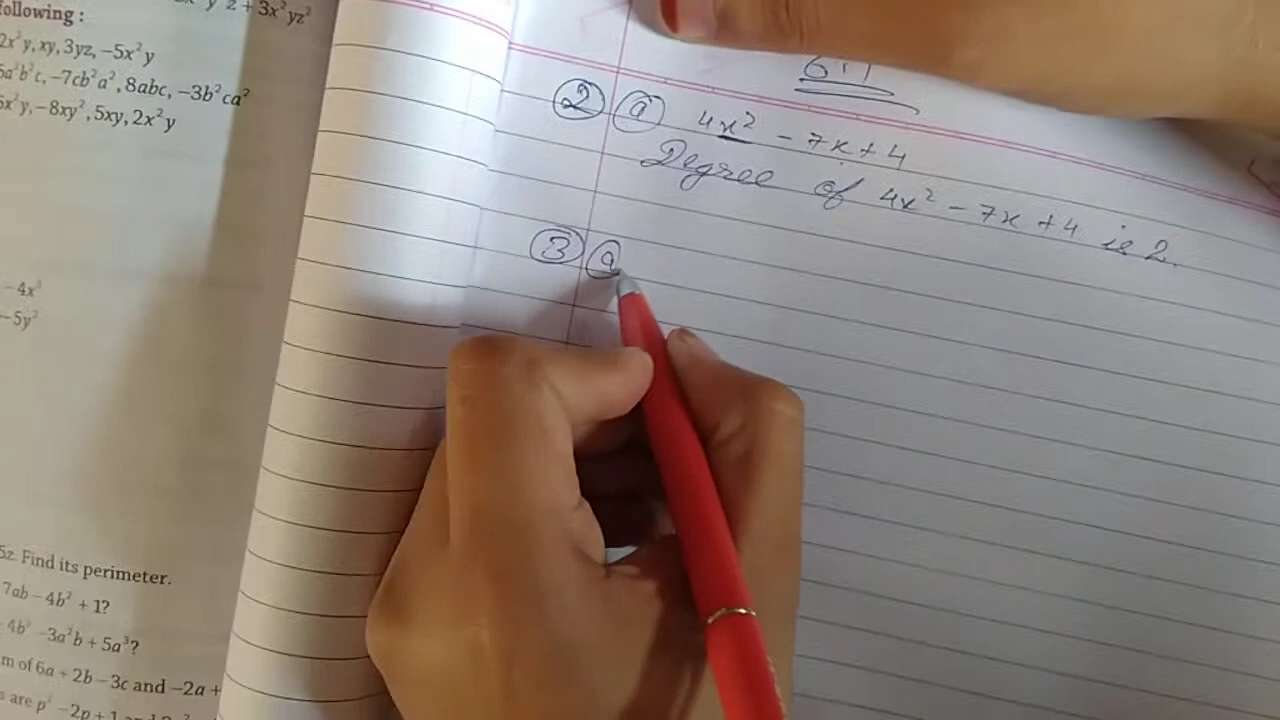 following :
2x²y, xy, 3yz, -5x²y
5a²b²c, -7cb²a², 8abc, -3b²ca²
5x²y, -8xy², 5xy, 2x²y
-4x³
-5y³
5z. Find its perimeter.
7ab - 4b² + 1?
4b³ - 3a²b + 5a³?
m of 6a + 2b - 3c and -2a +
are p² - 2p + 1
6.1
2 a 4x² - 7x + 4
Degree of 4x² - 7x + 4 is 2.
3 a